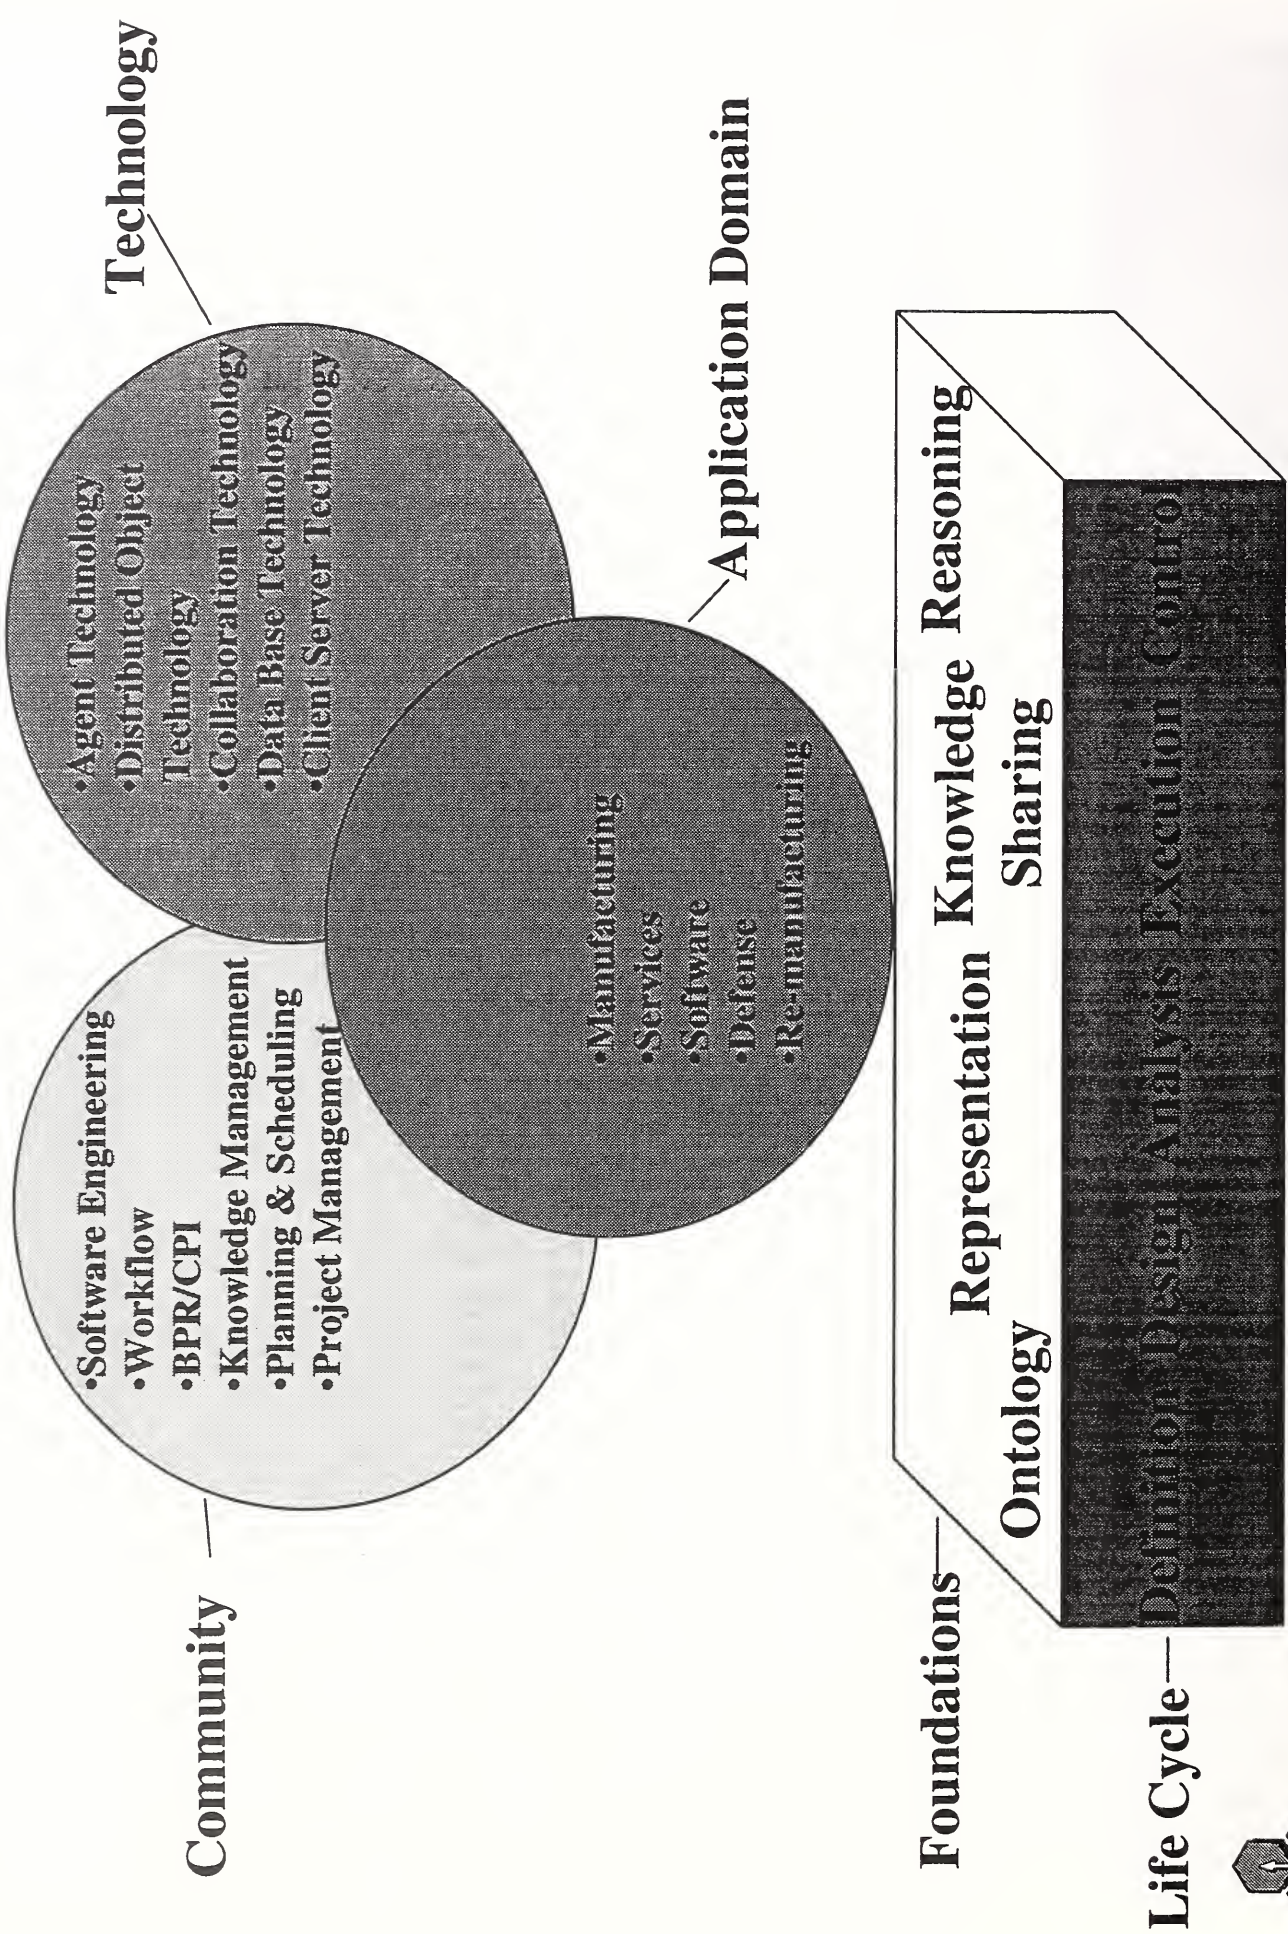 Community
•Software Engineering
•Workflow
•BPR/CPI
•Knowledge Management
•Planning & Scheduling
•Project Management
Technology
•Agent Technology
•Distributed Object
Technology
•Collaboration Technology
•Data Base Technology
•Client Server Technology
Application Domain
•Manufacturing
•Services
•Software
•Defense
•Re-manufacturing
Foundations
Ontology
Representation
Knowledge
Sharing
Reasoning
Life Cycle
Definition Design Analysis Execution Control